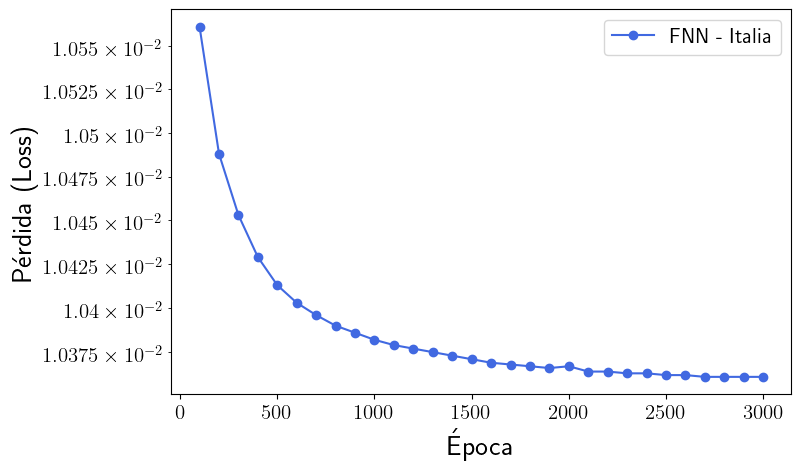 FNN - Italia
Pérdida (Loss)
1.055 × 10⁻²
1.0525 × 10⁻²
1.05 × 10⁻²
1.0475 × 10⁻²
1.045 × 10⁻²
1.0425 × 10⁻²
1.04 × 10⁻²
1.0375 × 10⁻²
0 500 1000 1500 2000 2500 3000
Época